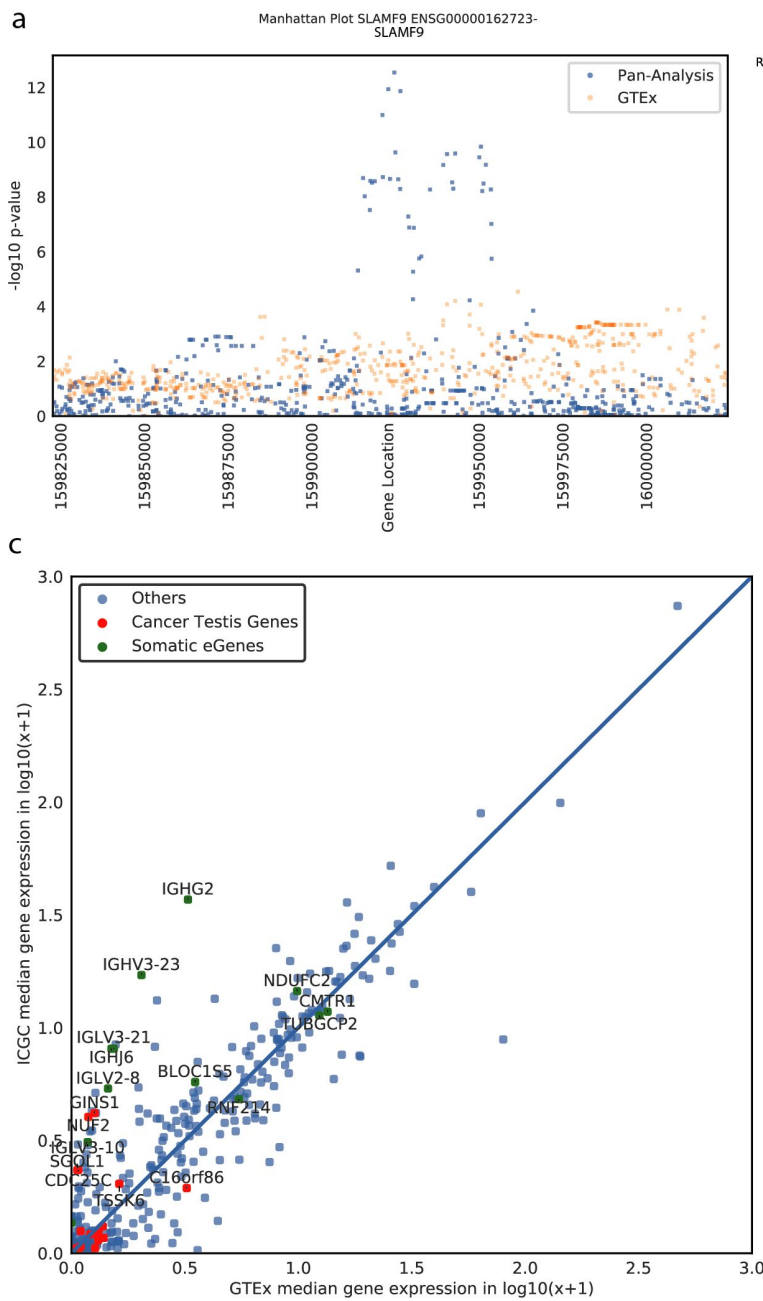 a
Manhattan Plot SLAMF9 ENSG00000162723-
SLAMF9
R
Pan-Analysis
GTEx
-log10 p-value
12
10
8
6
4
2
0
159825000
159850000
159875000
159900000
Gene Location
159950000
159975000
160000000
c
Others
Cancer Testis Genes
Somatic eGenes
ICGC median gene expression in log10(x+1)
3.0
2.5
2.0
1.5
1.0
0.5
0.0
IGHG2
IGHV3-23
NDUFC2
CMTR1
TUBGCP2
IGLV3-21
IGHJ6
IGLV2-8
BLOC1S5
GINS1
RNF214
NUF2
IGLV3-10
SGOL1
CDC25C
C16orf86
TSSK6
0.0
0.5
1.0
1.5
2.0
2.5
3.0
GTEx median gene expression in log10(x+1)